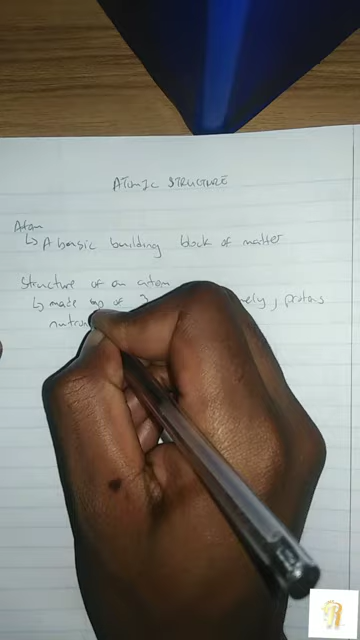 ATOMIC STRUCTURE
Atom
↳ A basic building block of matter
Structure of an atom
↳ made up of 3 , protons